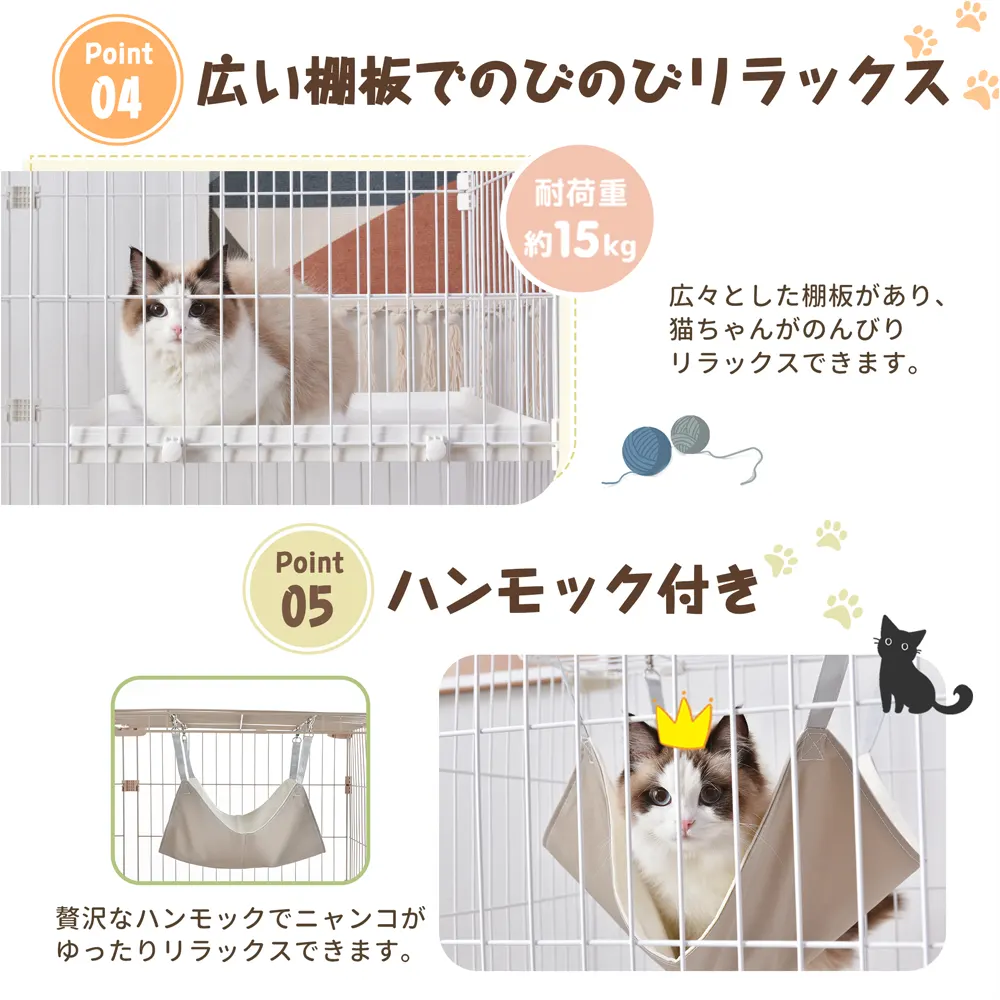 Point
04
広い棚板でのびのびリラックス
耐荷重
約15kg
広々とした棚板があり、
猫ちゃんがのんびり
リラックスできます。
Point
05
ハンモック付き
贅沢なハンモックでニャンコが
ゆったりリラックスできます。